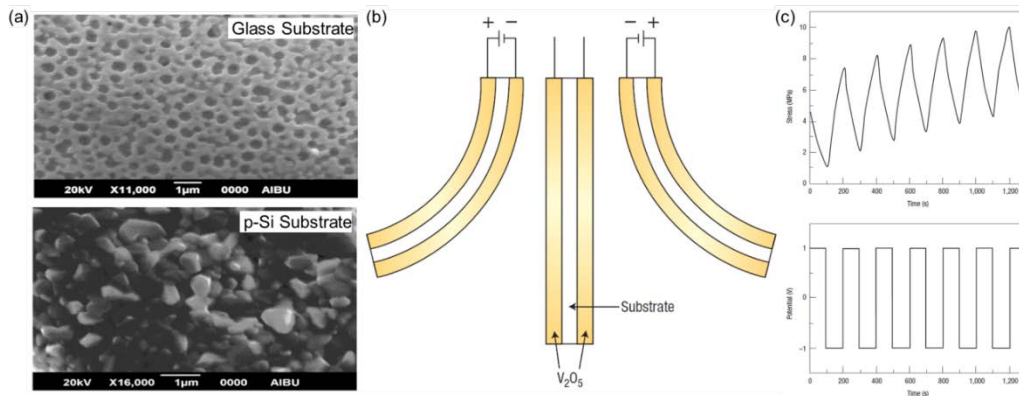 (a)
Glass Substrate
20kV X11,000 1µm 0000 AIBU
p-Si Substrate
20kV X16,000 1µm 0000 AIBU
(b)
+ −
− +
Substrate
V₂O₅
(c)
10
8
6
4
2
0
Stress (MPa)
0 200 400 600 800 1,000 1,200
Time (s)
1
0
−1
Potential (V)
0 200 400 600 800 1,000 1,200
Time (s)